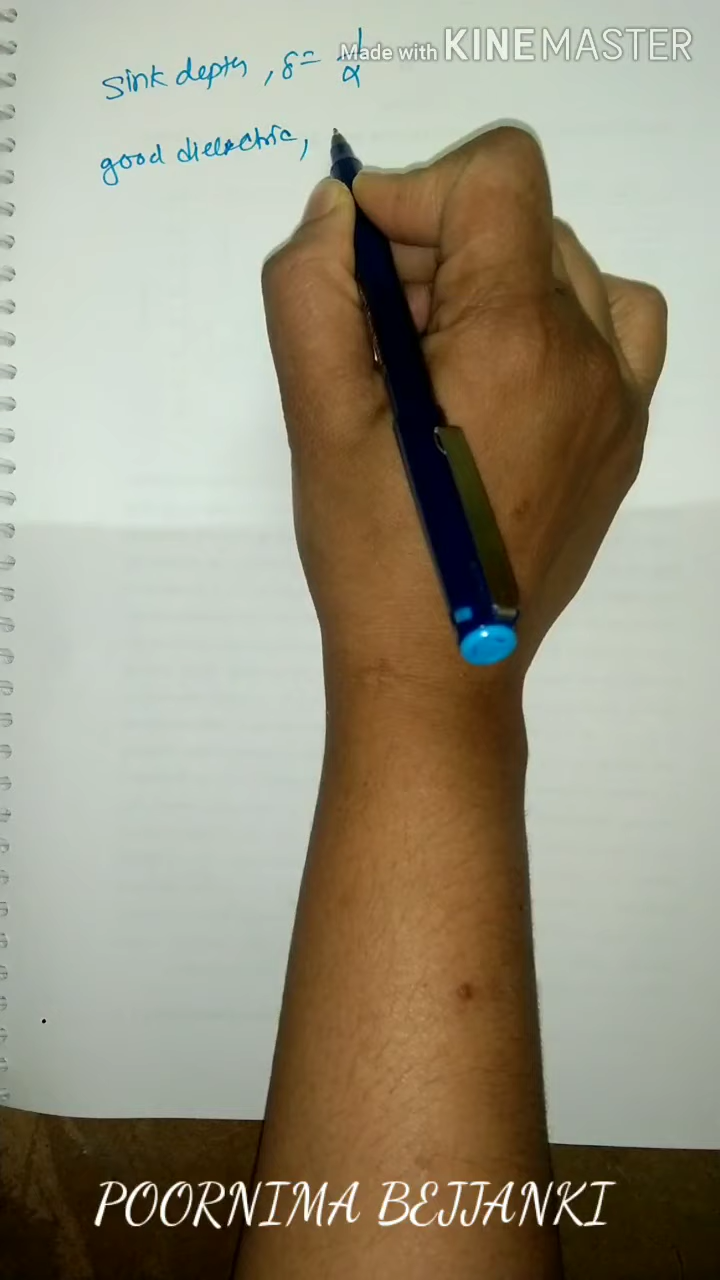 Made with KINEMASTER
Sink depth, δ = 1/α
good dielectric,
POORNIMA BEJJANKI